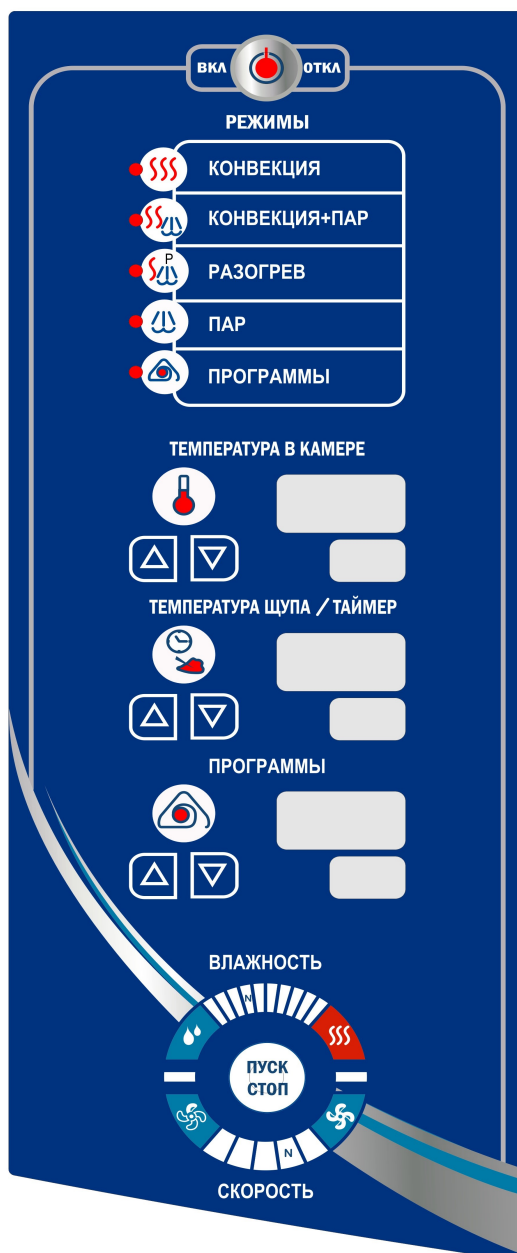 ВКЛ ОТКЛ
РЕЖИМЫ
КОНВЕКЦИЯ
КОНВЕКЦИЯ+ПАР
P
РАЗОГРЕВ
ПАР
ПРОГРАММЫ
ТЕМПЕРАТУРА В КАМЕРЕ
ТЕМПЕРАТУРА ЩУПА / ТАЙМЕР
ПРОГРАММЫ
ВЛАЖНОСТЬ
N
ПУСК
СТОП
N
СКОРОСТЬ